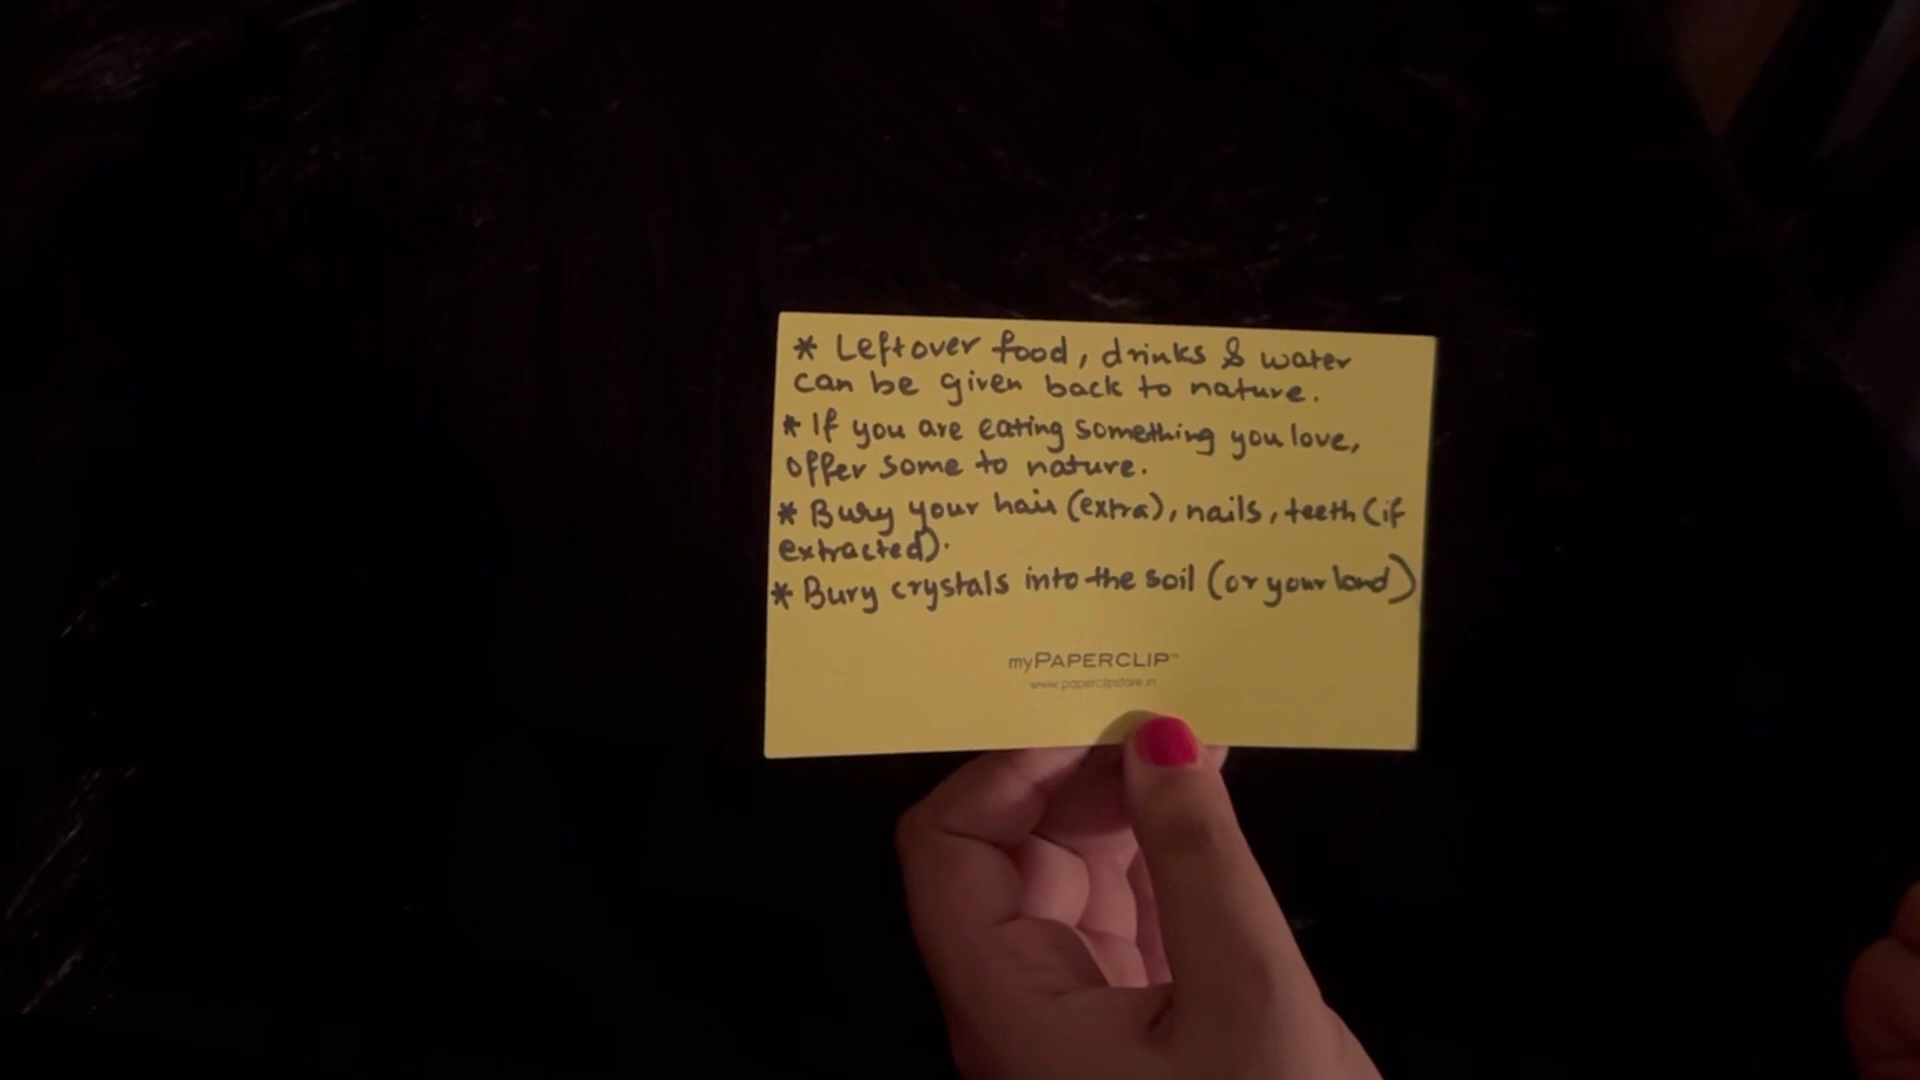 * Leftover food, drinks & water
can be given back to nature.
* If you are eating something you love,
offer some to nature.
* Bury your hair (extra), nails, teeth (if
extracted).
* Bury crystals into the soil (or your land)
myPAPERCLIP™
www.paperclipstore.in